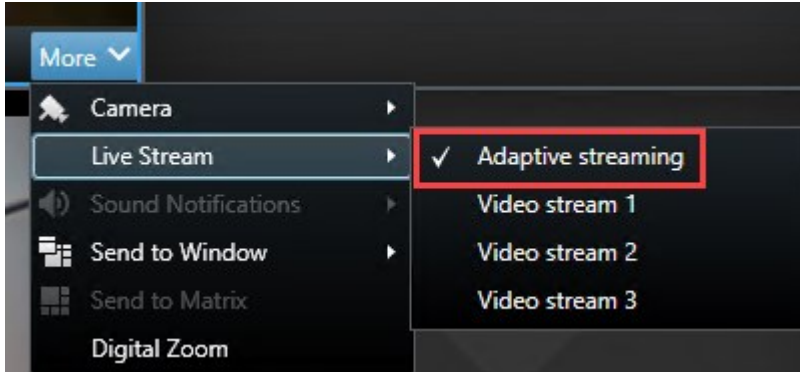 More
Camera
Live Stream
Sound Notifications
Send to Window
Send to Matrix
Digital Zoom
Adaptive streaming
Video stream 1
Video stream 2
Video stream 3